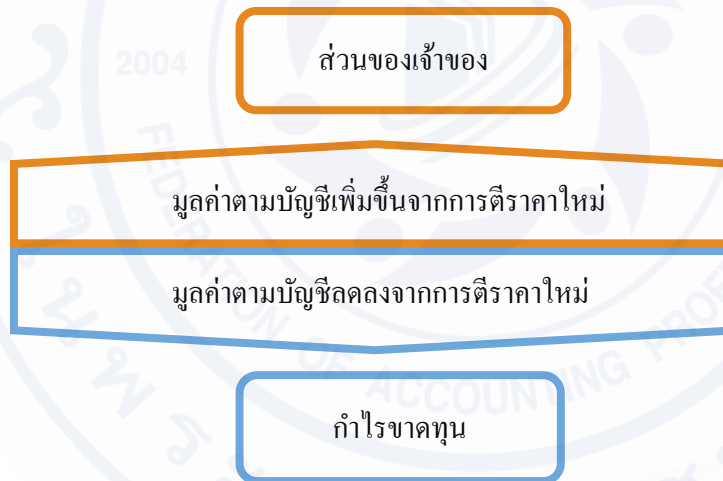 2004
ส่วนของเจ้าของ
มูลค่าตามบัญชีเพิ่มขึ้นจากการตีราคาใหม่
มูลค่าตามบัญชีลดลงจากการตีราคาใหม่
FEDERATION OF ACCOUNTING
กำไรขาดทุน